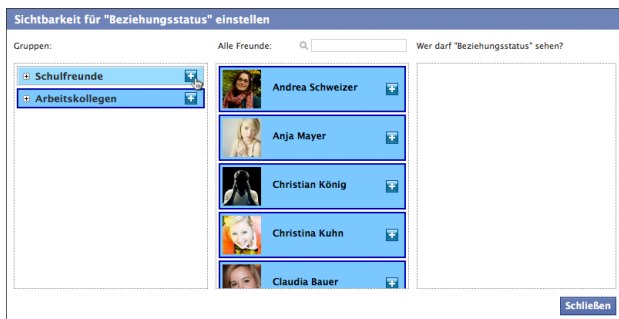 Sichtbarkeit für "Beziehungsstatus" einstellen
Gruppen:
Alle Freunde:
Wer darf "Beziehungsstatus" sehen?
Schulfreunde
Arbeitskollegen
Andrea Schweizer
Anja Mayer
Christian König
Christina Kuhn
Claudia Bauer
Schließen